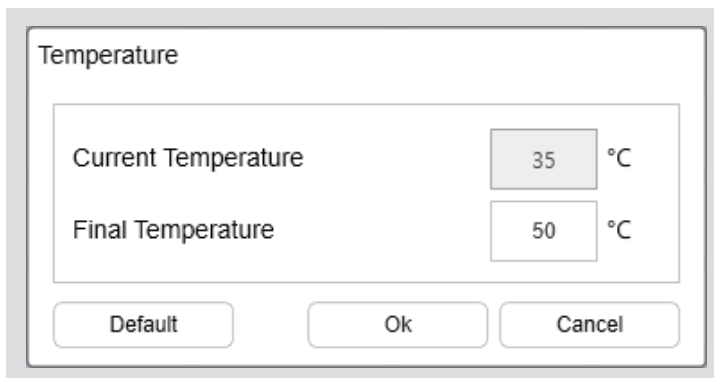 Temperature
Current Temperature 35 °C
Final Temperature 50 °C
Default Ok Cancel